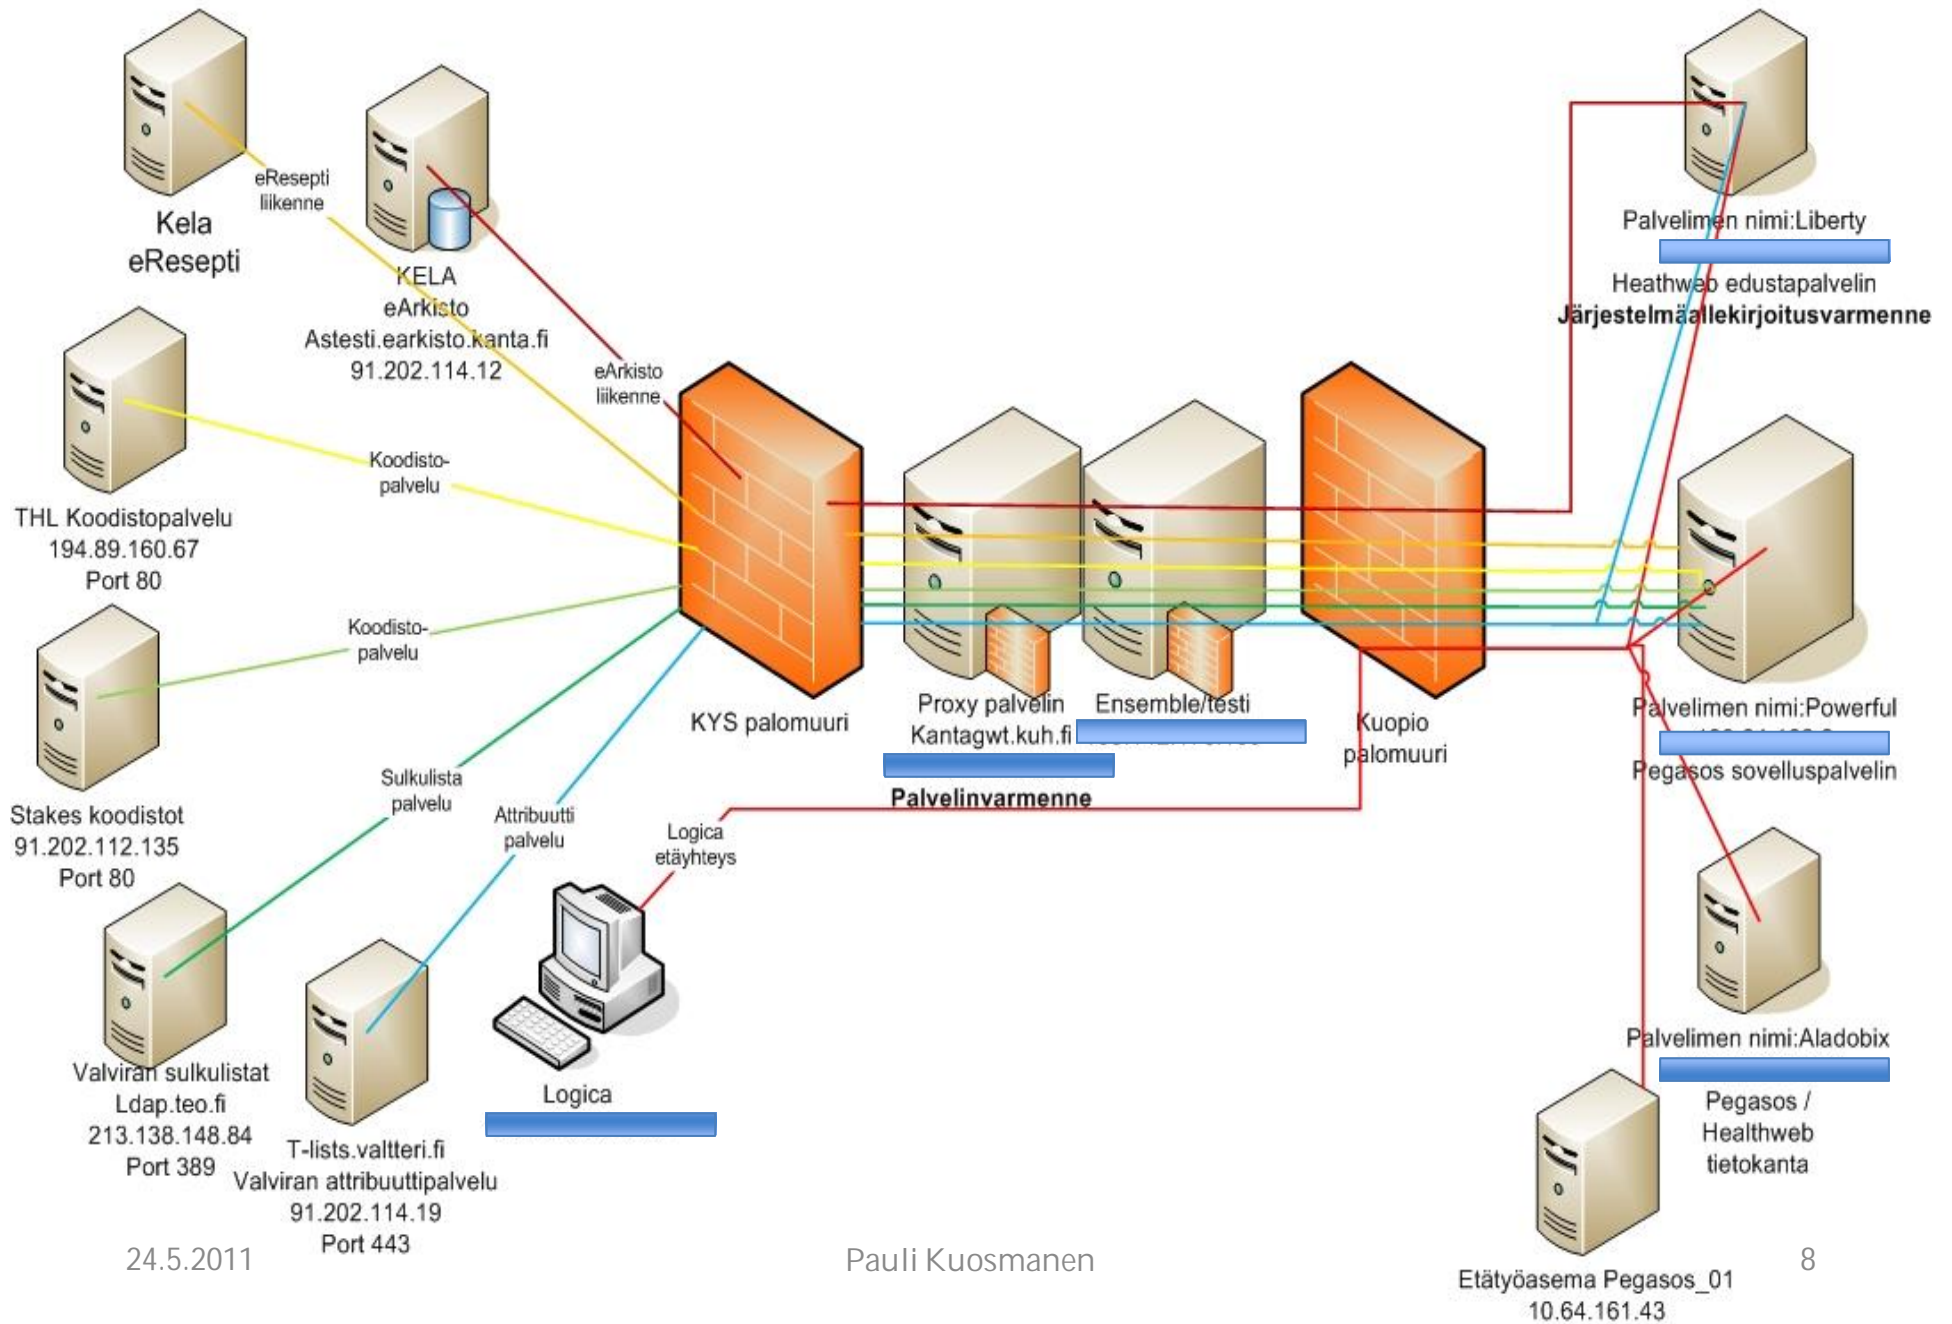 Kela
eResepti
eResepti
liikenne
KELA
eArkisto
Astesti.earkisto.kanta.fi
91.202.114.12
eArkisto
liikenne
THL Koodistopalvelu
194.89.160.67
Port 80
Koodisto-
palvelu
Stakes koodistot
91.202.112.135
Port 80
Koodisto-
palvelu
Valviran sulkulistat
Ldap.teo.fi
213.138.148.84
Port 389
Sulkulista
palvelu
T-lists.valtteri.fi
Valviran attribuuttipalvelu
91.202.114.19
Port 443
Attribuutti
palvelu
Logica
etäyhteys
Logica
KYS palomuuri
Proxy palvelin
Kantagwt.kuh.fi
Palvelinvarmenne
Ensemble/testi
Kuopio
palomuuri
Palvelimen nimi:Liberty
Heathweb edustapalvelin
Järjestelmäallekirjoitusvarmenne
Palvelimen nimi:Powerful
Pegasos sovelluspalvelin
Palvelimen nimi:Aladobix
Pegasos /
Healthweb
tietokanta
Etätyöasema Pegasos_01
10.64.161.43
24.5.2011
Pauli Kuosmanen
8